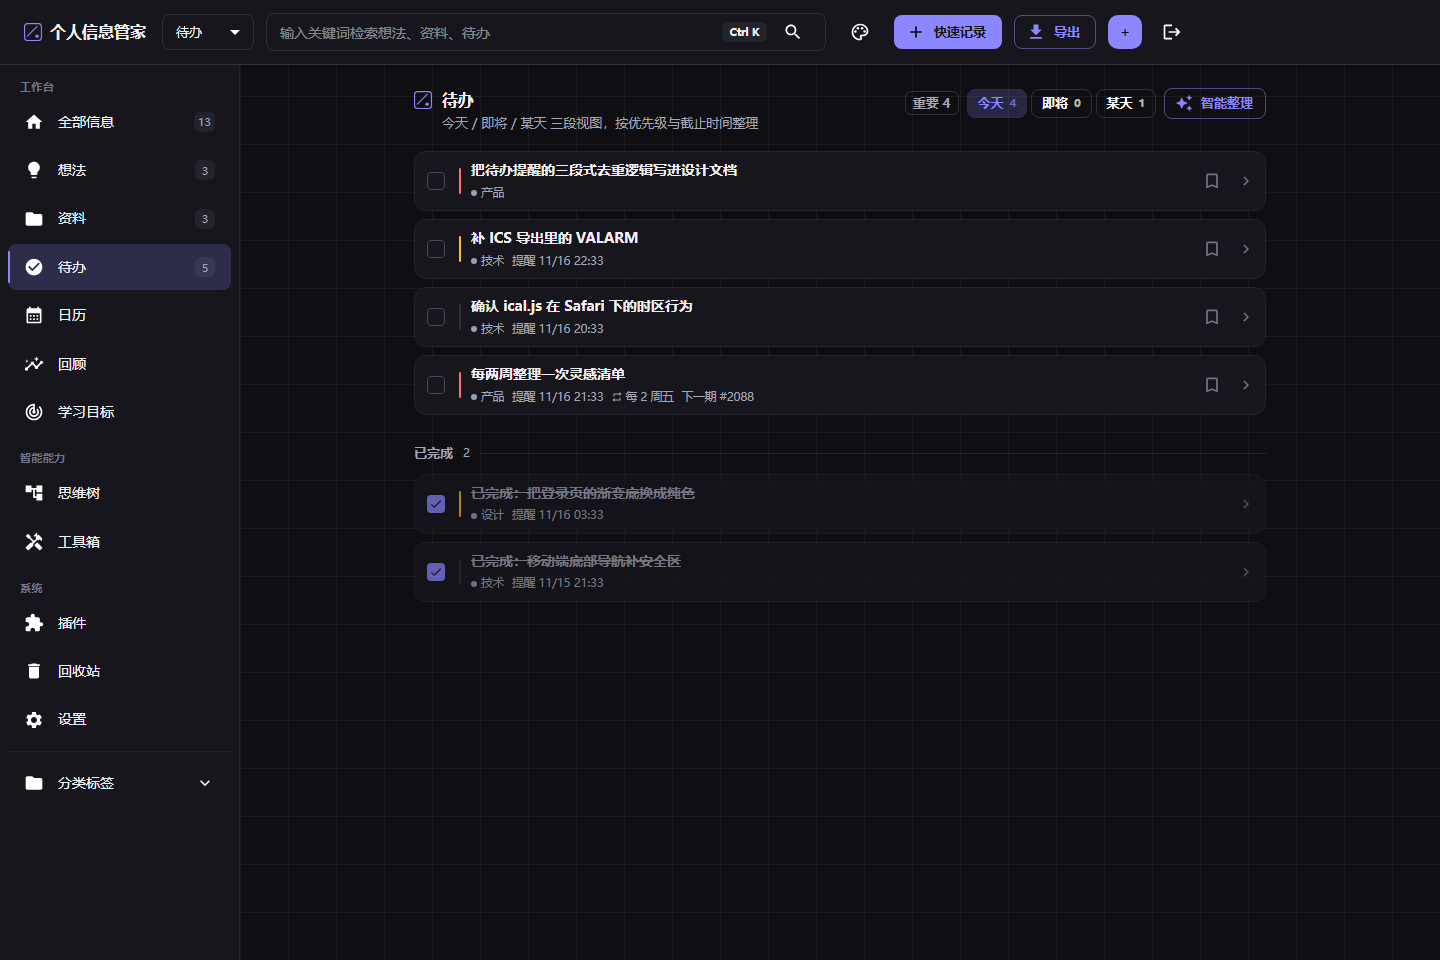 个人信息管家
待办
输入关键词检索想法、资料、待办
Ctrl K
快速记录
导出
+
工作台
全部信息 13
想法 3
资料 3
待办 5
日历
回顾
学习目标
智能能力
思维树
工具箱
系统
插件
回收站
设置
分类标签
待办
今天 / 即将 / 某天 三段视图，按优先级与截止时间整理
重要 4
今天 4
即将 0
某天 1
智能整理
把待办提醒的三段式去重逻辑写进设计文档
产品
补 ICS 导出里的 VALARM
技术 提醒 11/16 22:33
确认 ical.js 在 Safari 下的时区行为
技术 提醒 11/16 20:33
每两周整理一次灵感清单
产品 提醒 11/16 21:33 每 2 周五 下一期 #2088
已完成 2
已完成：把登录页的渐变底换成纯色
设计 提醒 11/16 03:33
已完成：移动端底部导航补安全区
技术 提醒 11/15 21:33